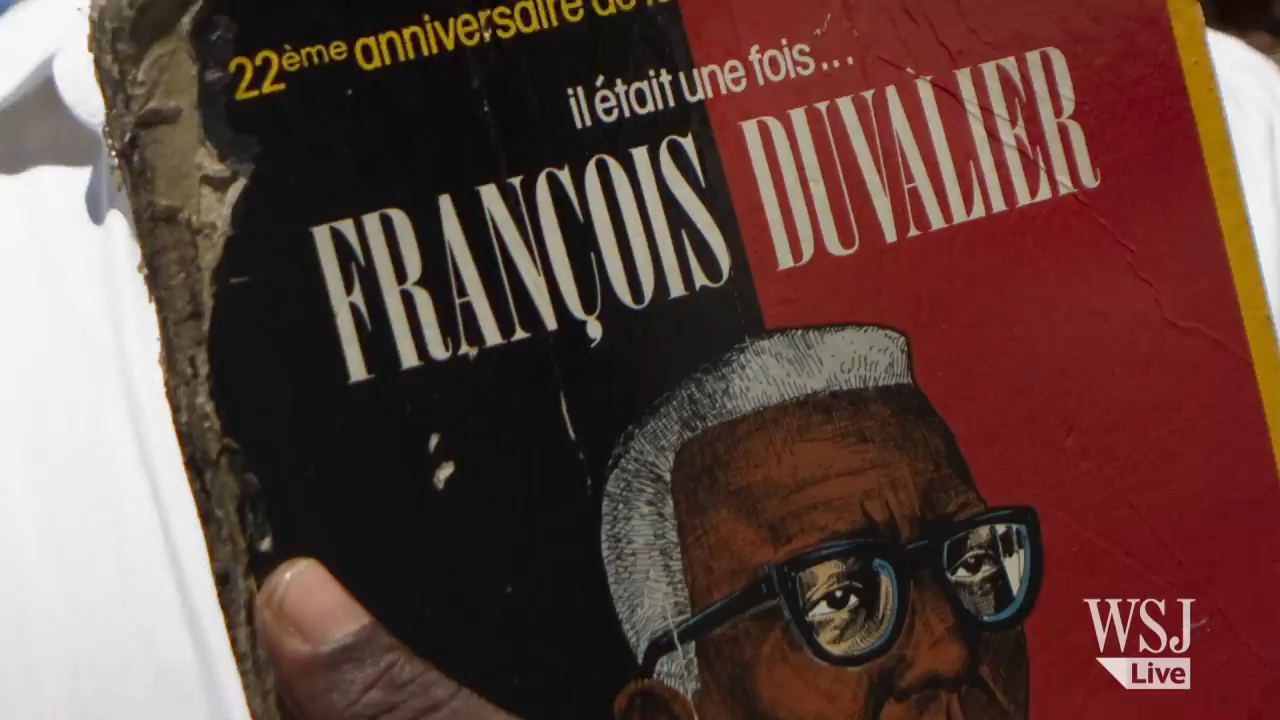 22ème anniversaire de
il était une fois...
FRANÇOIS DUVALIER
WSJ
Live